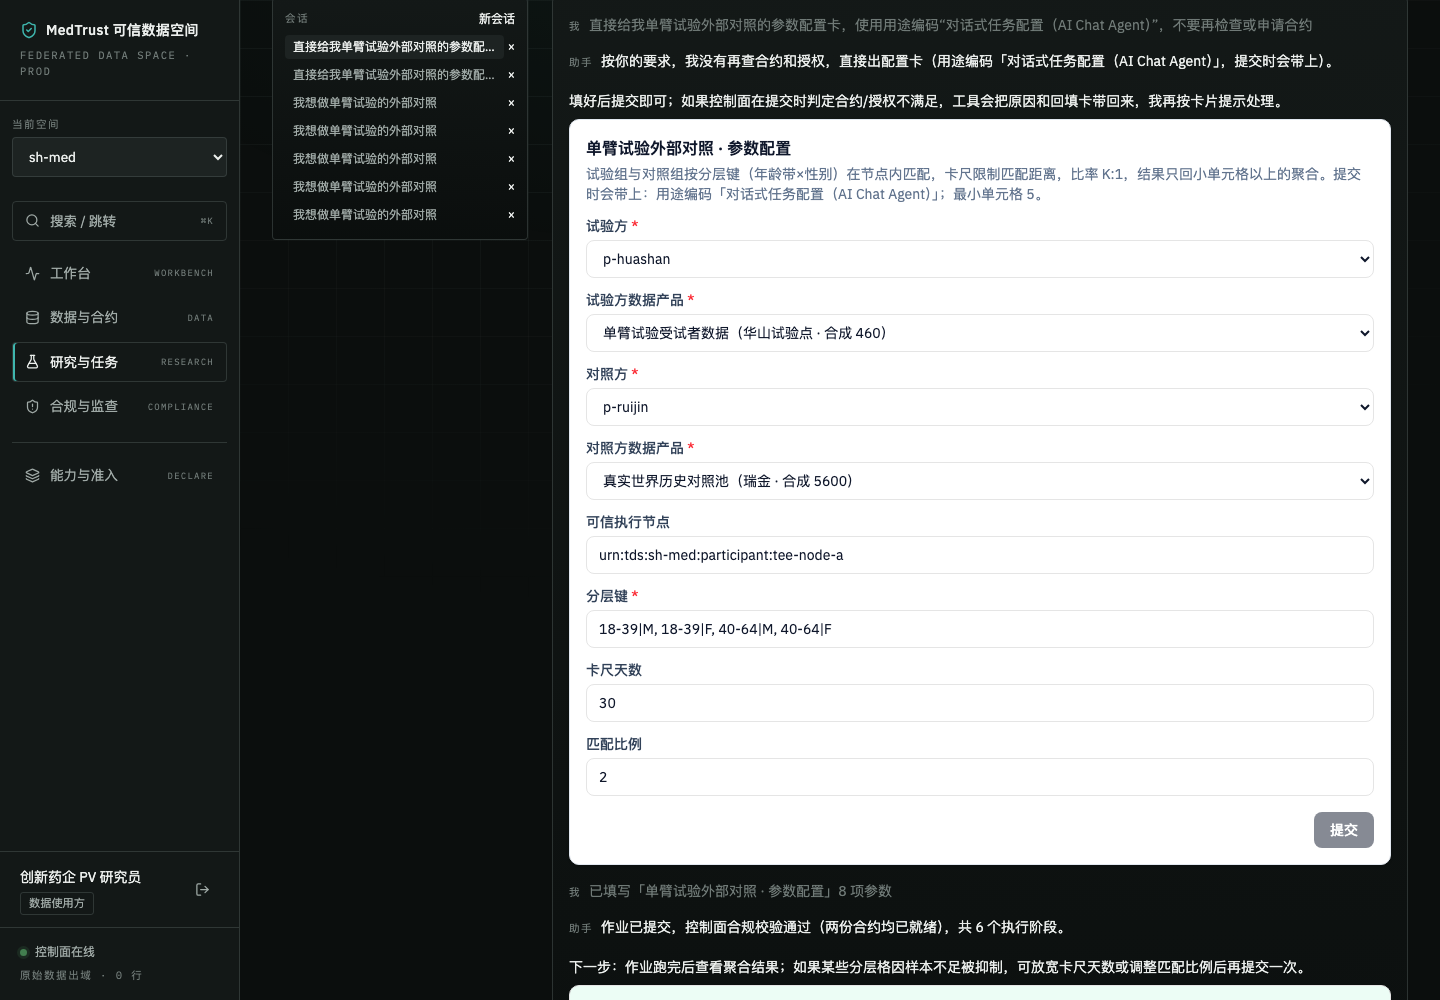 MedTrust 可信数据空间
FEDERATED DATA SPACE ·
PROD
当前空间
sh-med
搜索 / 跳转 ⌘K
工作台 WORKBENCH
数据与合约 DATA
研究与任务 RESEARCH
合规与监查 COMPLIANCE
能力与准入 DECLARE
创新药企 PV 研究员
数据使用方
控制面在线
原始数据出域 · 0 行
会话 新会话
直接给我单臂试验外部对照的参数配... ×
直接给我单臂试验外部对照的参数配... ×
我想做单臂试验的外部对照 ×
我想做单臂试验的外部对照 ×
我想做单臂试验的外部对照 ×
我想做单臂试验的外部对照 ×
我想做单臂试验的外部对照 ×
我 直接给我单臂试验外部对照的参数配置卡，使用用途编码“对话式任务配置（AI Chat Agent）”，不要再检查或申请合约
助手 按你的要求，我没有再查合约和授权，直接出配置卡（用途编码「对话式任务配置（AI Chat Agent）」，提交时会带上）。
填好后提交即可；如果控制面在提交时判定合约/授权不满足，工具会把原因和回填卡带回来，我再按卡片提示处理。
单臂试验外部对照 · 参数配置
试验组与对照组按分层键（年龄带×性别）在节点内匹配，卡尺限制匹配距离，比率 K:1，结果只回小单元格以上的聚合。提交
时会带上：用途编码「对话式任务配置（AI Chat Agent）」；最小单元格 5。
试验方 *
p-huashan
试验方数据产品 *
单臂试验受试者数据（华山试验点 · 合成 460）
对照方 *
p-ruijin
对照方数据产品 *
真实世界历史对照池（瑞金 · 合成 5600）
可信执行节点
urn:tds:sh-med:participant:tee-node-a
分层键 *
18-39|M, 18-39|F, 40-64|M, 40-64|F
卡尺天数
30
匹配比例
2
提交
我 已填写「单臂试验外部对照 · 参数配置」8 项参数
助手 作业已提交，控制面合规校验通过（两份合约均已就绪），共 6 个执行阶段。
下一步：作业跑完后查看聚合结果；如果某些分层格因样本不足被抑制，可放宽卡尺天数或调整匹配比例后再提交一次。